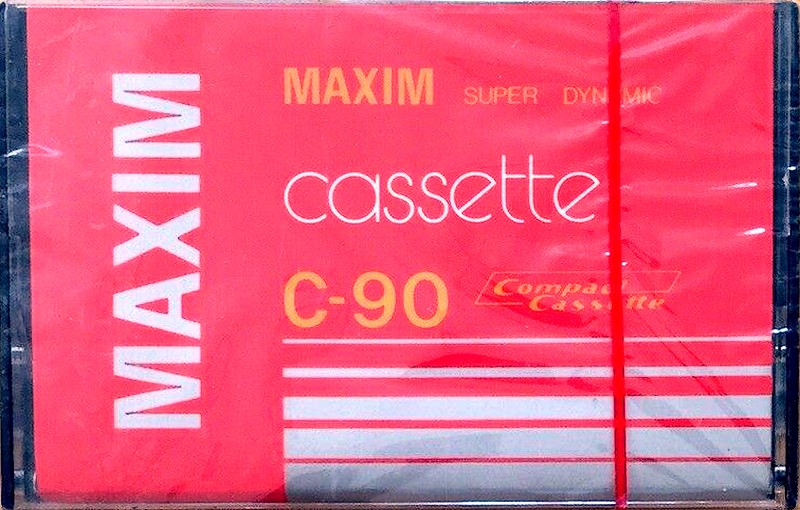 MAXIM
MAXIM SUPER DYNAMIC
cassette
C-90
Compact
Cassette